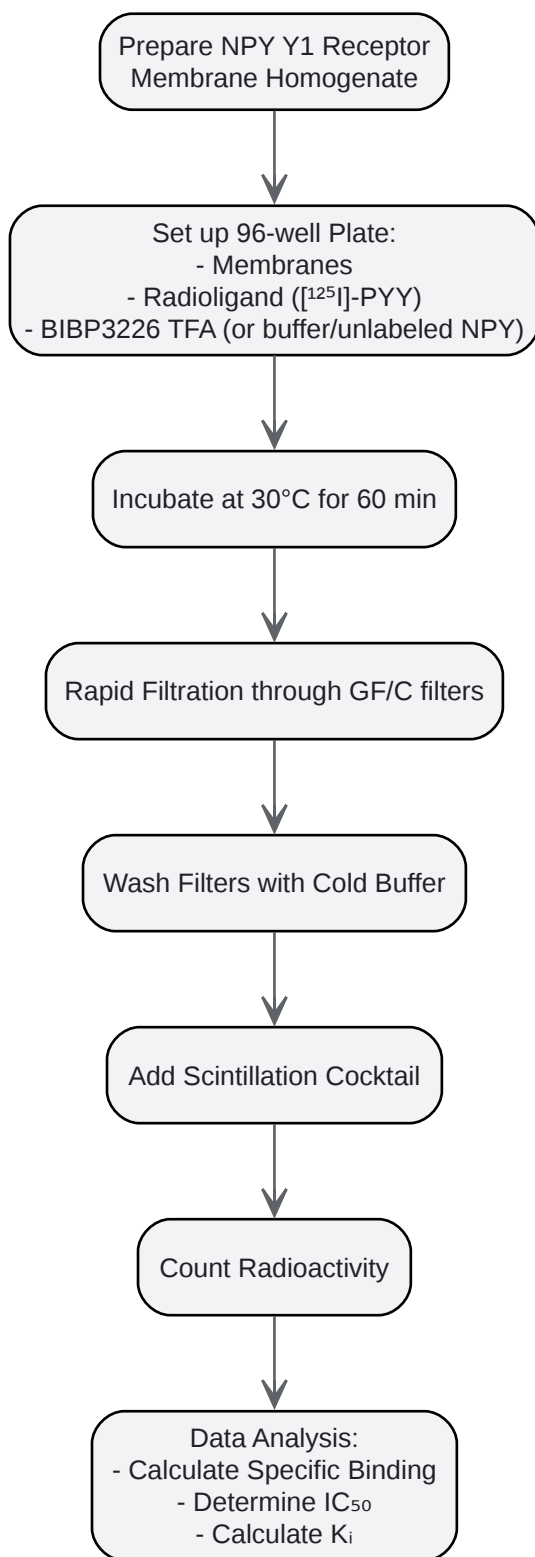 Prepare NPY Y1 Receptor
Membrane Homogenate
Set up 96-well Plate:
- Membranes
- Radioligand ([¹²⁵I]-PYY)
- BIBP3226 TFA (or buffer/unlabeled NPY)
Incubate at 30°C for 60 min
Rapid Filtration through GF/C filters
Wash Filters with Cold Buffer
Add Scintillation Cocktail
Count Radioactivity
Data Analysis:
- Calculate Specific Binding
- Determine IC₅₀
- Calculate Kᵢ